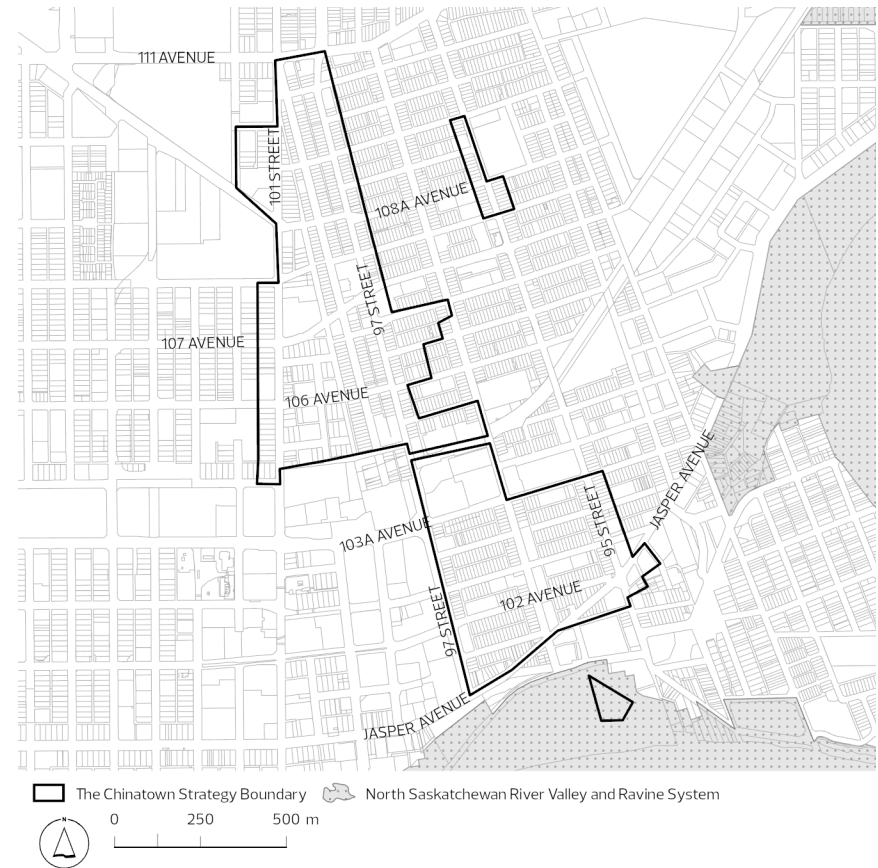 111 AVENUE
101 STREET
108A AVENUE
97 STREET
107 AVENUE
106 AVENUE
JASPER AVENUE
95 STREET
103A AVENUE
102 AVENUE
97 STREET
JASPER AVENUE
The Chinatown Strategy Boundary
North Saskatchewan River Valley and Ravine System
N
0 250 500 m